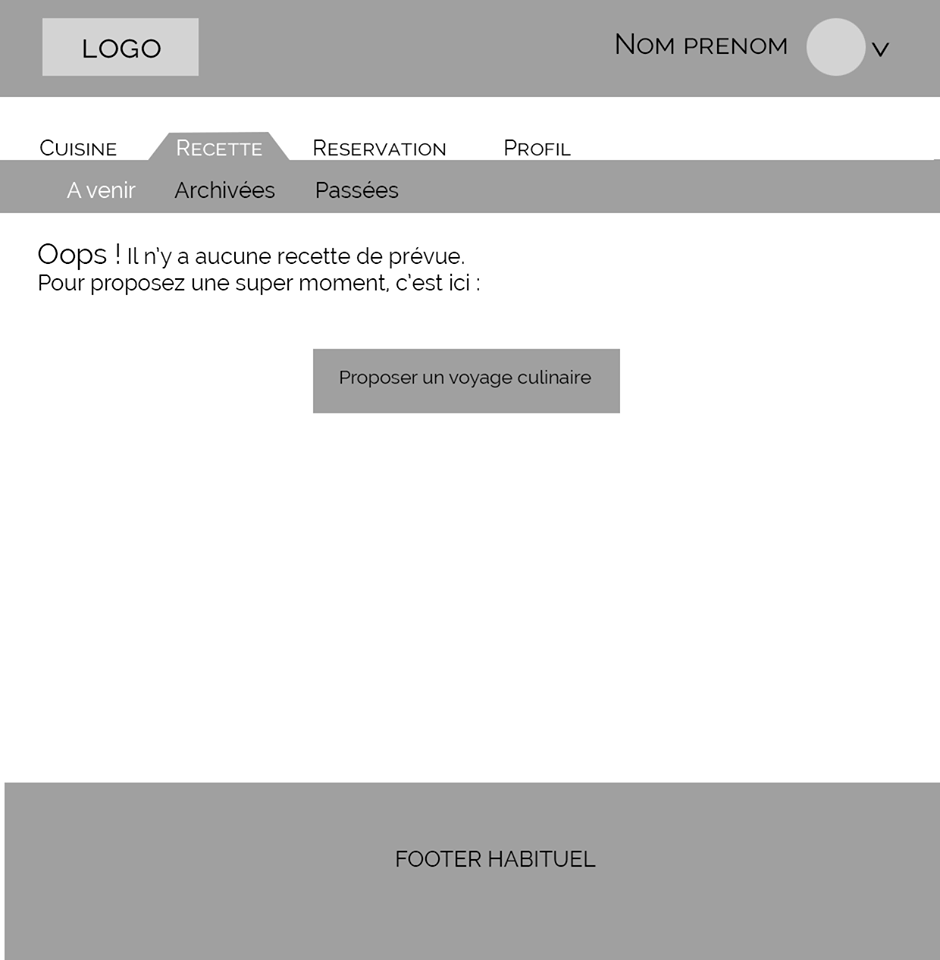 LOGO
Nom prenom
Cuisine Recette Reservation Profil
A venir Archivées Passées
Oops ! Il n'y a aucune recette de prévue.
Pour proposez une super moment, c'est ici :
Proposer un voyage culinaire
FOOTER HABITUEL